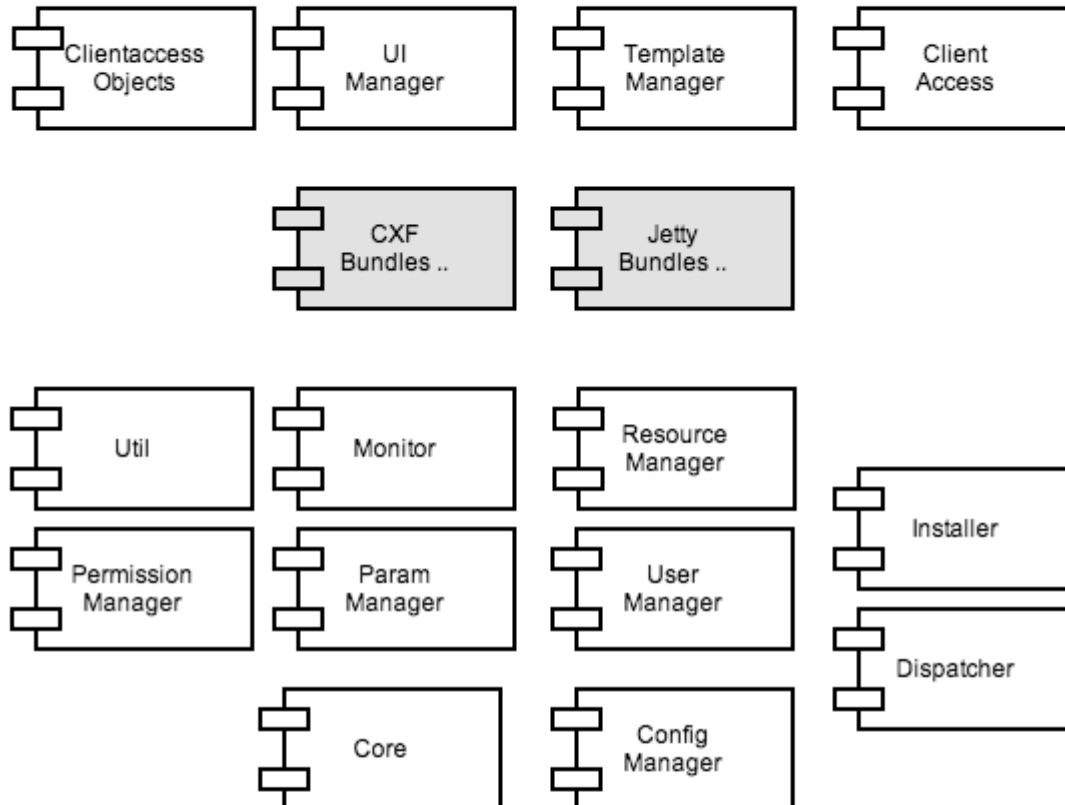 Clientaccess
Objects
UI
Manager
Template
Manager
Client
Access
CXF
Bundles ..
Jetty
Bundles ..
Util
Monitor
Resource
Manager
Installer
Permission
Manager
Param
Manager
User
Manager
Dispatcher
Core
Config
Manager